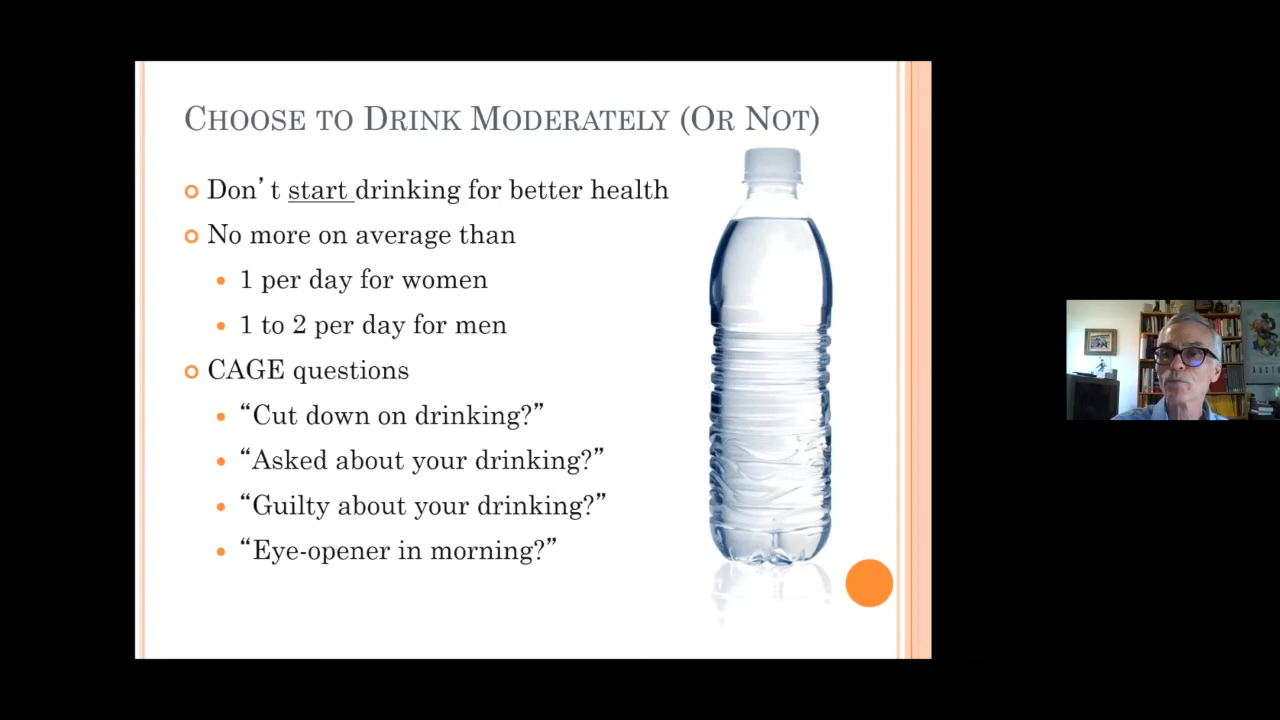 CHOOSE TO DRINK MODERATELY (OR NOT)
Don't start drinking for better health
No more on average than
1 per day for women
1 to 2 per day for men
CAGE questions
“Cut down on drinking?”
“Asked about your drinking?”
“Guilty about your drinking?”
“Eye-opener in morning?”
AUSTIN